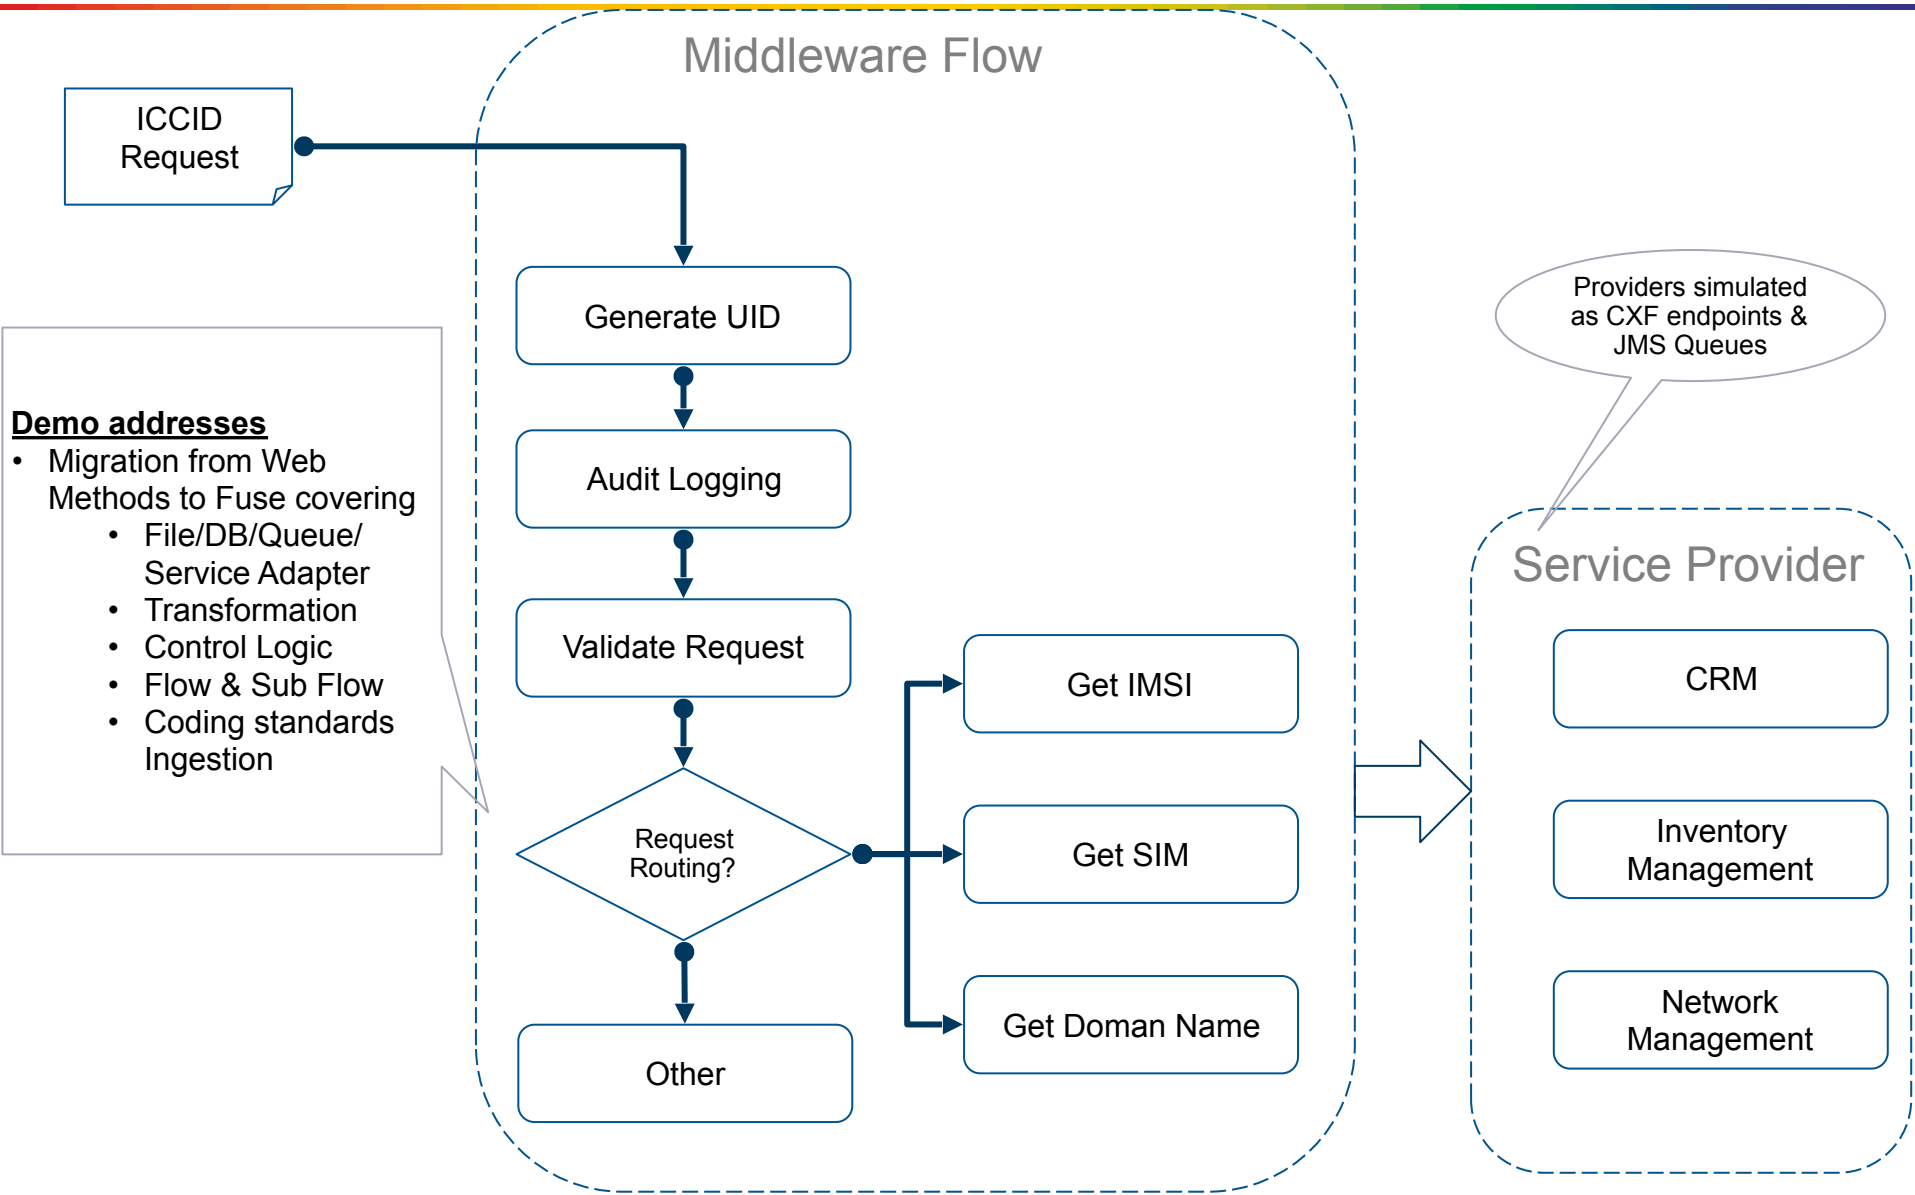 Middleware Flow
ICCID
Request
Generate UID
Audit Logging
Validate Request
Request
Routing?
Other
Get IMSI
Get SIM
Get Doman Name
Demo addresses
• Migration from Web
Methods to Fuse covering
• File/DB/Queue/
Service Adapter
• Transformation
• Control Logic
• Flow & Sub Flow
• Coding standards
Ingestion
Providers simulated
as CXF endpoints &
JMS Queues
Service Provider
CRM
Inventory
Management
Network
Management